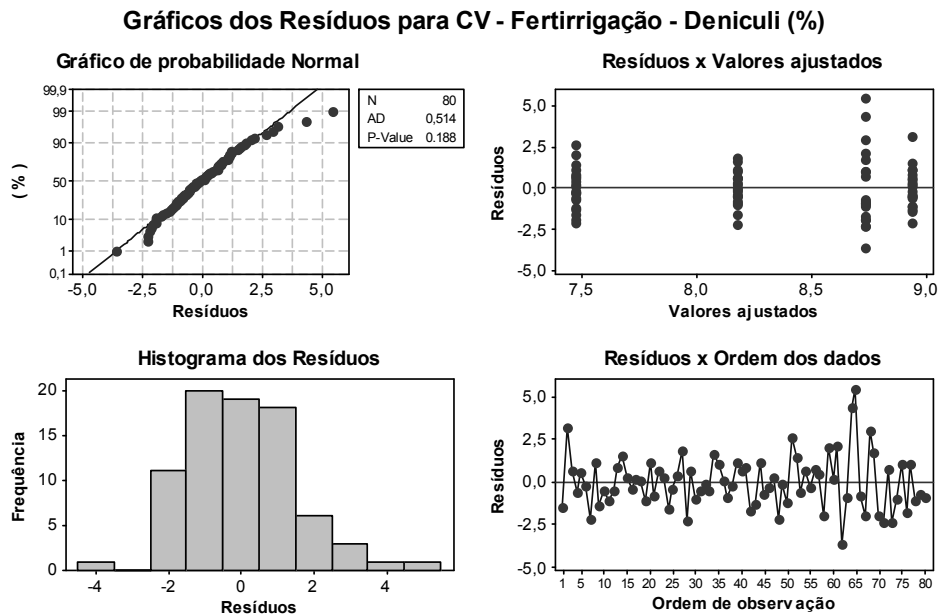 Gráficos dos Resíduos para CV - Fertirrigação - Deniculi (%)
Gráfico de probabilidade Normal
99,9
99
90
50
10
1
0,1
(%)
-5,0 -2,5 0,0 2,5 5,0
Resíduos
N 80
AD 0,514
P-Value 0.188
Resíduos x Valores ajustados
5,0
2,5
0,0
-2,5
-5,0
Resíduos
7,5 8,0 8,5 9,0
Valores ajustados
Histograma dos Resíduos
20
15
10
5
0
Frequência
-4 -2 0 2 4
Resíduos
Resíduos x Ordem dos dados
5,0
2,5
0,0
-2,5
-5,0
Resíduos
1 5 10 15 20 25 30 35 40 45 50 55 60 65 70 75 80
Ordem de observação